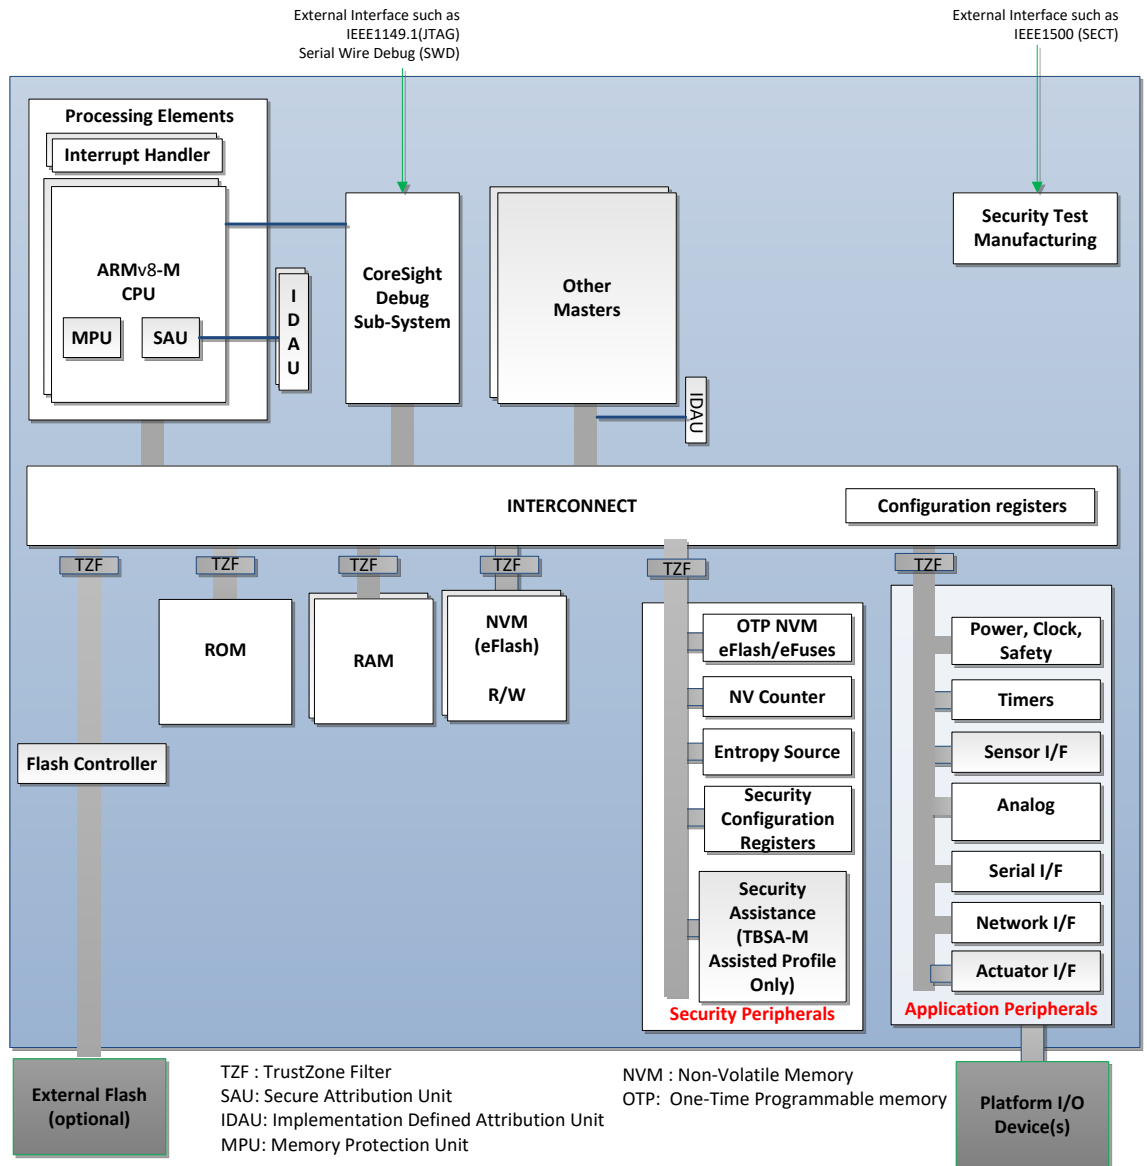 External Interface such as
IEEE1149.1(JTAG)
Serial Wire Debug (SWD)
External Interface such as
IEEE1500 (SECT)
Processing Elements
Interrupt Handler
ARMv8-M
CPU
MPU
SAU
I
D
A
U
CoreSight
Debug
Sub-System
Other
Masters
IDAU
Security Test
Manufacturing
INTERCONNECT
Configuration registers
TZF
TZF
TZF
TZF
TZF
TZF
ROM
RAM
NVM
(eFlash)
R/W
Flash Controller
OTP NVM
eFlash/eFuses
NV Counter
Entropy Source
Security
Configuration
Registers
Security
Assistance
(TBSA-M
Assisted Profile
Only)
Security Peripherals
Power, Clock,
Safety
Timers
Sensor I/F
Analog
Serial I/F
Network I/F
Actuator I/F
Application Peripherals
External Flash
(optional)
TZF : TrustZone Filter
SAU: Secure Attribution Unit
IDAU: Implementation Defined Attribution Unit
MPU: Memory Protection Unit
NVM : Non-Volatile Memory
OTP: One-Time Programmable memory
Platform I/O
Device(s)